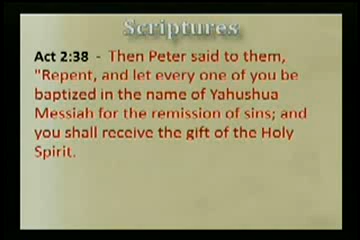 Scriptures
Act 2:38 - Then Peter said to them,
"Repent, and let every one of you be
baptized in the name of Yahushua
Messiah for the remission of sins; and
you shall receive the gift of the Holy
Spirit.